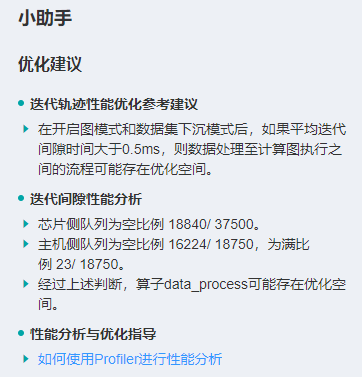 小助手
优化建议
迭代轨迹性能优化参考建议
在开启图模式和数据集下沉模式后，如果平均迭代
间隙时间大于0.5ms，则数据处理至计算图执行之
间的流程可能存在优化空间。
迭代间隙性能分析
芯片侧队列为空比例 18840/ 37500。
主机侧队列为空比例 16224/ 18750，为满比
例 23/ 18750。
经过上述判断，算子data_process可能存在优化空
间。
性能分析与优化指导
如何使用Profiler进行性能分析